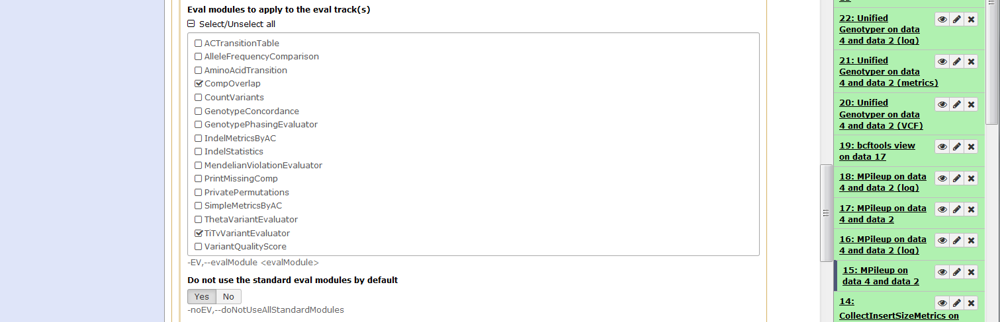 Eval modules to apply to the eval track(s)
Select/Unselect all
ACTransitionTable
AlleleFrequencyComparison
AminoAcidTransition
CompOverlap
CountVariants
GenotypeConcordance
GenotypePhasingEvaluator
IndelMetricsByAC
IndelStatistics
MendelianViolationEvaluator
PrintMissingComp
PrivatePermutations
SimpleMetricsByAC
ThetaVariantEvaluator
TiTvVariantEvaluator
VariantQualityScore
-EV,--evalModule <evalModule>
Do not use the standard eval modules by default
Yes No
-noEV,--doNotUseAllStandardModules
22: Unified
Genotyper on data
4 and data 2 (log)
21: Unified
Genotyper on data
4 and data 2 (metrics)
20: Unified
Genotyper on data
4 and data 2 (VCF)
19: bcftools view
on data 17
18: MPileup on data
4 and data 2 (log)
17: MPileup on data
4 and data 2
16: MPileup on data
4 and data 2 (log)
15: MPileup on
data 4 and data 2
14:
CollectInsertSizeMetrics on